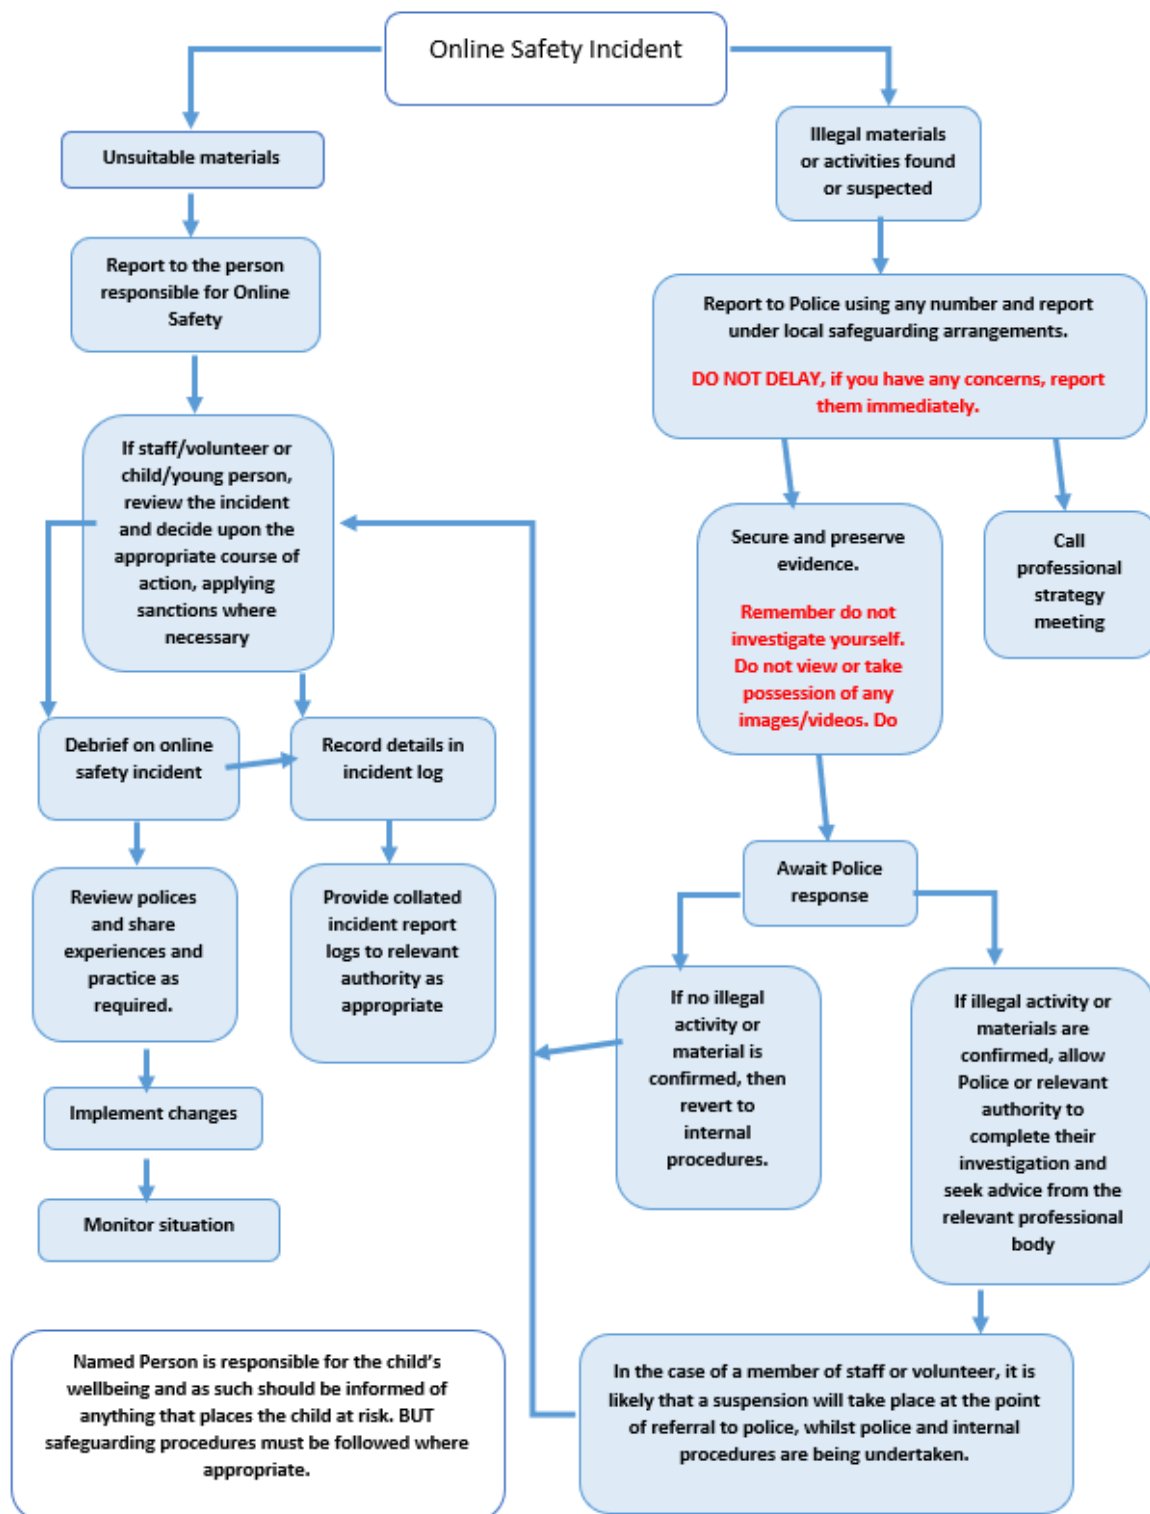 Online Safety Incident
Unsuitable materials
Illegal materials
or activities found
or suspected
Report to the person
responsible for Online
Safety
Report to Police using any number and report
under local safeguarding arrangements.
DO NOT DELAY, if you have any concerns, report
them immediately.
If staff/volunteer or
child/young person,
review the incident
and decide upon the
appropriate course of
action, applying
sanctions where
necessary
Secure and preserve
evidence.
Remember do not
investigate yourself.
Do not view or take
possession of any
images/videos. Do
Call
professional
strategy
meeting
Debrief on online
safety incident
Record details in
incident log
Await Police
response
Review polices
and share
experiences and
practice as
required.
Provide collated
incident report
logs to relevant
authority as
appropriate
If no illegal
activity or
material is
confirmed, then
revert to
internal
procedures.
If illegal activity or
materials are
confirmed, allow
Police or relevant
authority to
complete their
investigation and
seek advice from the
relevant professional
body
Implement changes
Monitor situation
Named Person is responsible for the child’s
wellbeing and as such should be informed of
anything that places the child at risk. BUT
safeguarding procedures must be followed where
appropriate.
In the case of a member of staff or volunteer, it is
likely that a suspension will take place at the point
of referral to police, whilst police and internal
procedures are being undertaken.